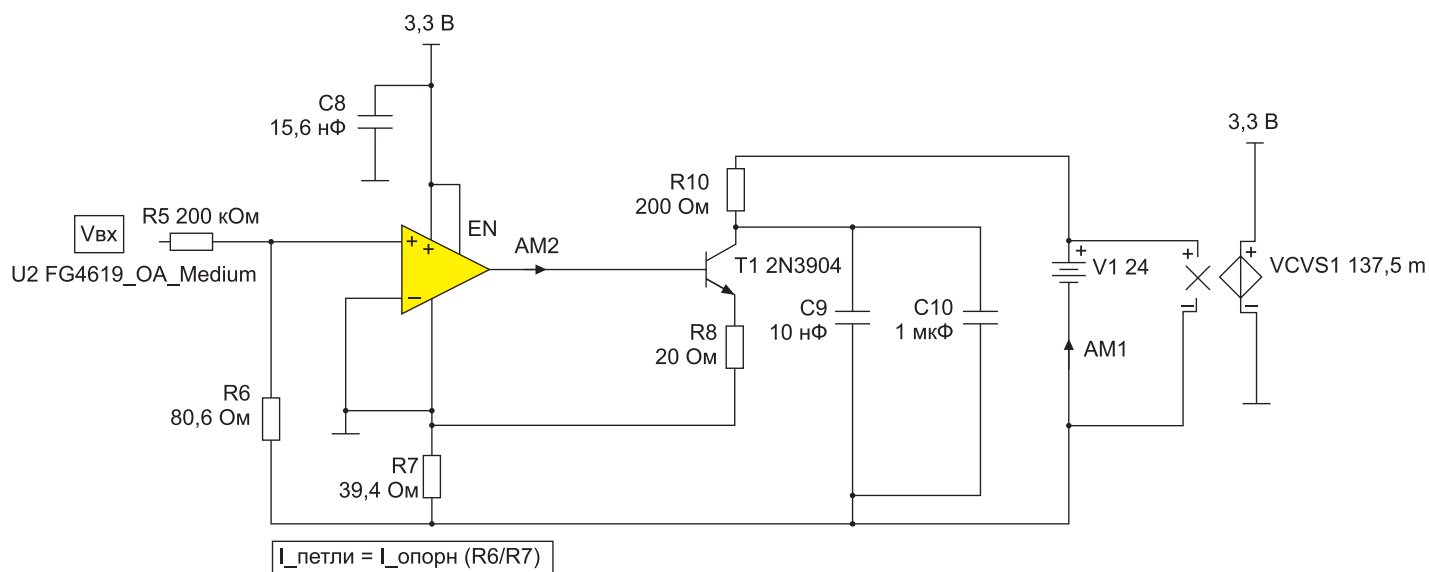 3,3 В
C8
15,6 нФ
3,3 В
R10
200 Ом
Vвх
R5 200 кОм
EN
AM2
U2 FG4619_OA_Medium
T1 2N3904
V1 24
VCVS1 137,5 m
C9
10 нФ
C10
1 мкФ
R8
20 Ом
AM1
R6
80,6 Ом
R7
39,4 Ом
I_петли = I_опорн (R6/R7)